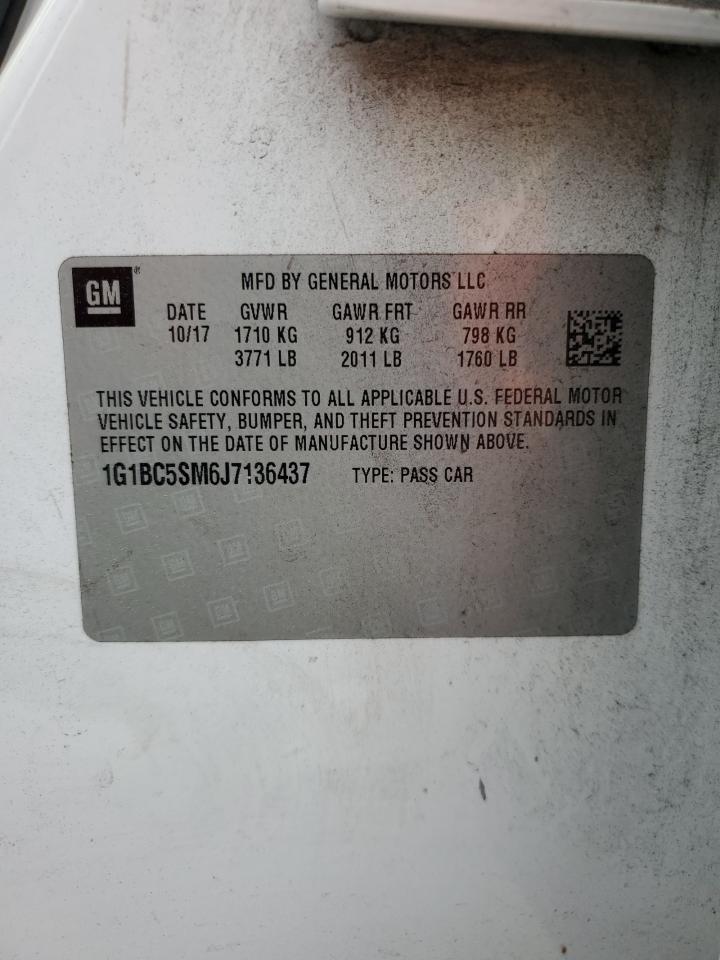 GM ®
MFD BY GENERAL MOTORS LLC
DATE GVWR GAWR FRT GAWR RR
10/17 1710 KG 912 KG 798 KG
3771 LB 2011 LB 1760 LB
THIS VEHICLE CONFORMS TO ALL APPLICABLE U.S. FEDERAL MOTOR
VEHICLE SAFETY, BUMPER, AND THEFT PREVENTION STANDARDS IN
EFFECT ON THE DATE OF MANUFACTURE SHOWN ABOVE.
1G1BC5SM6J7136437 TYPE: PASS CAR